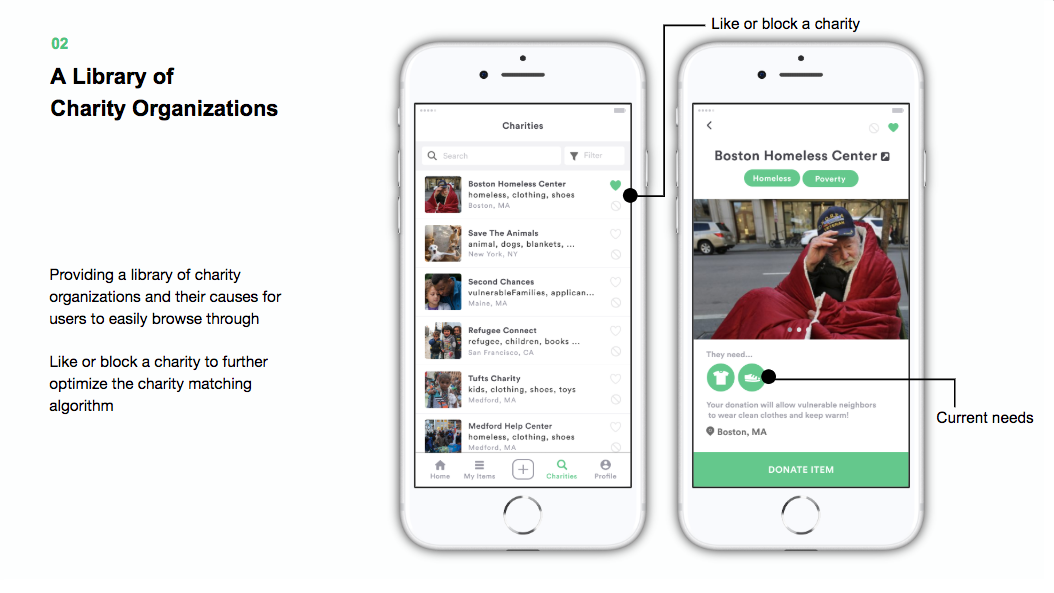 02
A Library of
Charity Organizations
Providing a library of charity
organizations and their causes for
users to easily browse through
Like or block a charity to further
optimize the charity matching
algorithm
Like or block a charity
Charities
Search
Filter
Boston Homeless Center
homeless, clothing, shoes
Boston, MA
Save The Animals
animal, dogs, blankets, ...
New York, NY
Second Chances
vulnerableFamilies, applican...
Maine, MA
Refugee Connect
refugee, children, books ...
San Francisco, CA
Tufts Charity
kids, clothing, shoes, toys
Medford, MA
Medford Help Center
homeless, clothing, shoes
Medford, MA
Home
My Items
Charities
Profile
Boston Homeless Center
Homeless
Poverty
VETERAN
They need...
Your donation will allow vulnerable neighbors
to wear clean clothes and keep warm!
Boston, MA
DONATE ITEM
Current needs